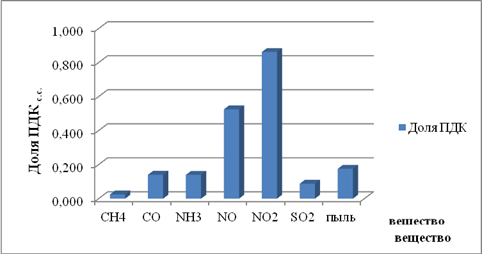 Доля ПДК с.с.
1,000
0,800
0,600
0,400
0,200
0,000
CH4 CO NH3 NO NO2 SO2 пыль
Доля ПДК
вещество
вещество